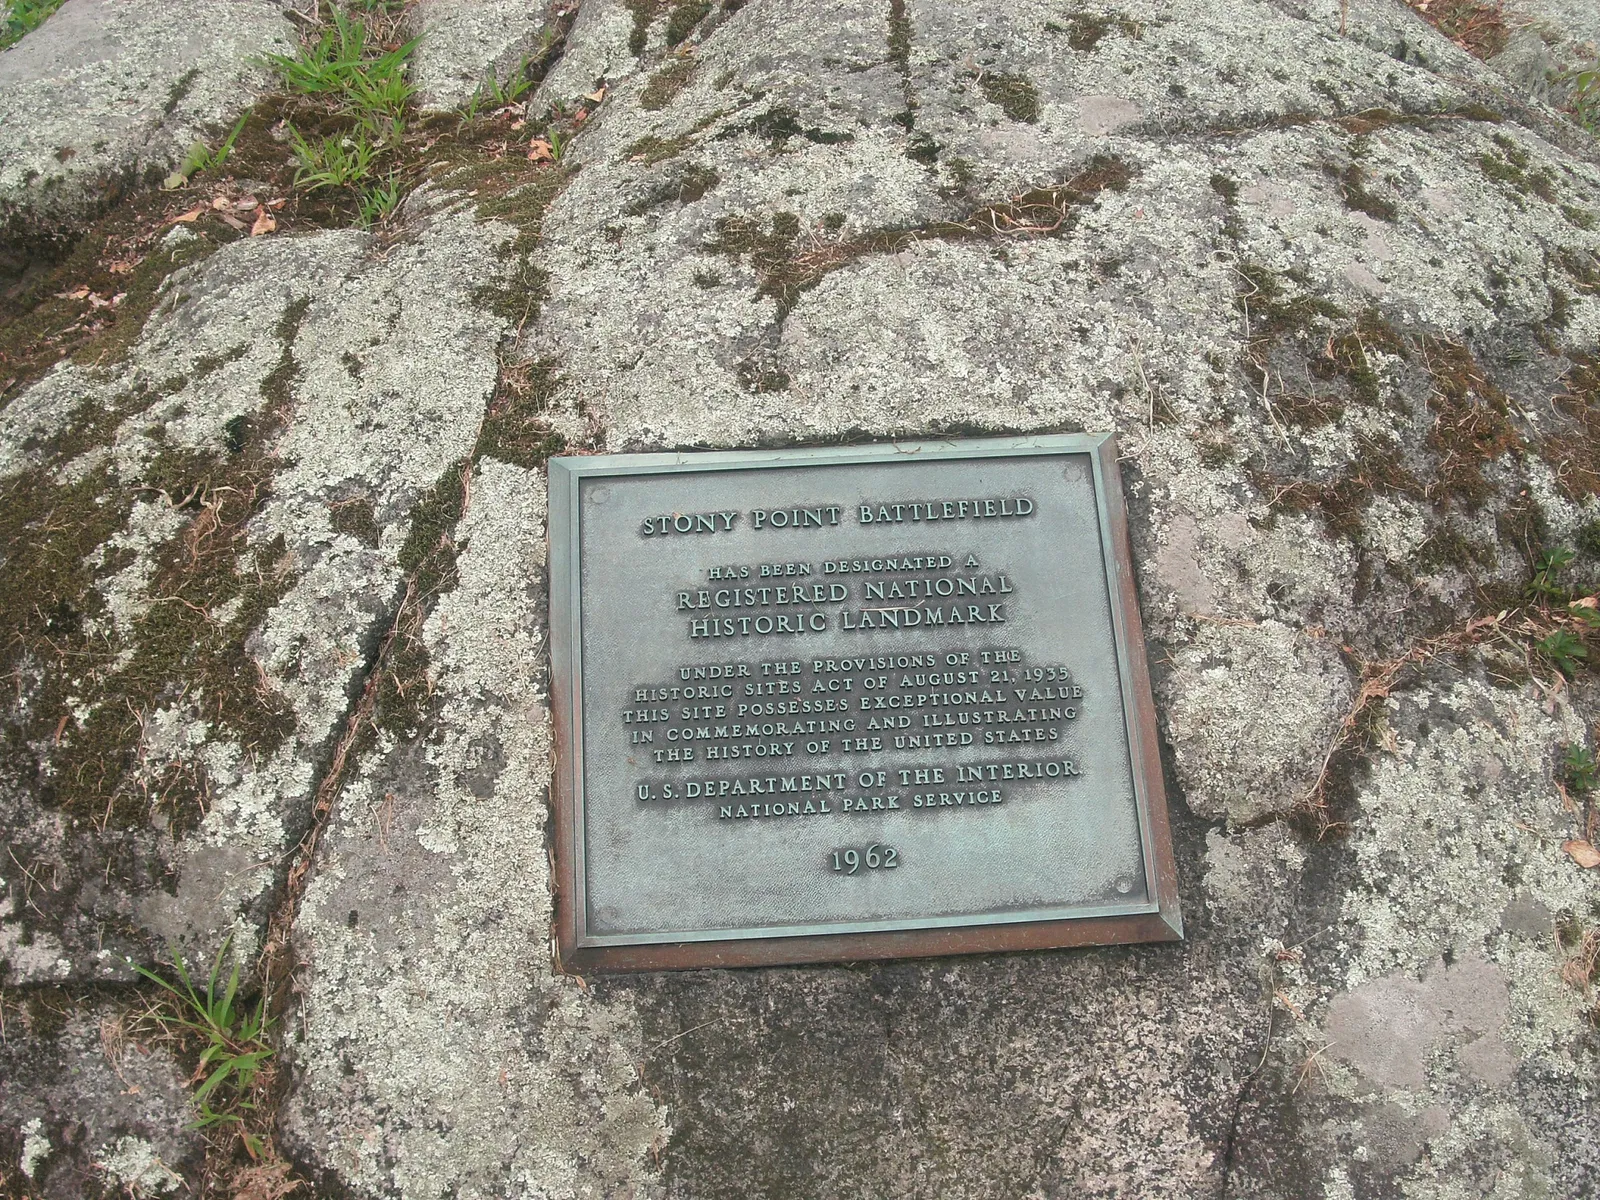 STONY POINT BATTLEFIELD
HAS BEEN DESIGNATED A
REGISTERED NATIONAL
HISTORIC LANDMARK
UNDER THE PROVISIONS OF THE
HISTORIC SITES ACT OF AUGUST 21, 1935
THIS SITE POSSESSES EXCEPTIONAL VALUE
IN COMMEMORATING AND ILLUSTRATING
THE HISTORY OF THE UNITED STATES
U. S. DEPARTMENT OF THE INTERIOR
NATIONAL PARK SERVICE
1962